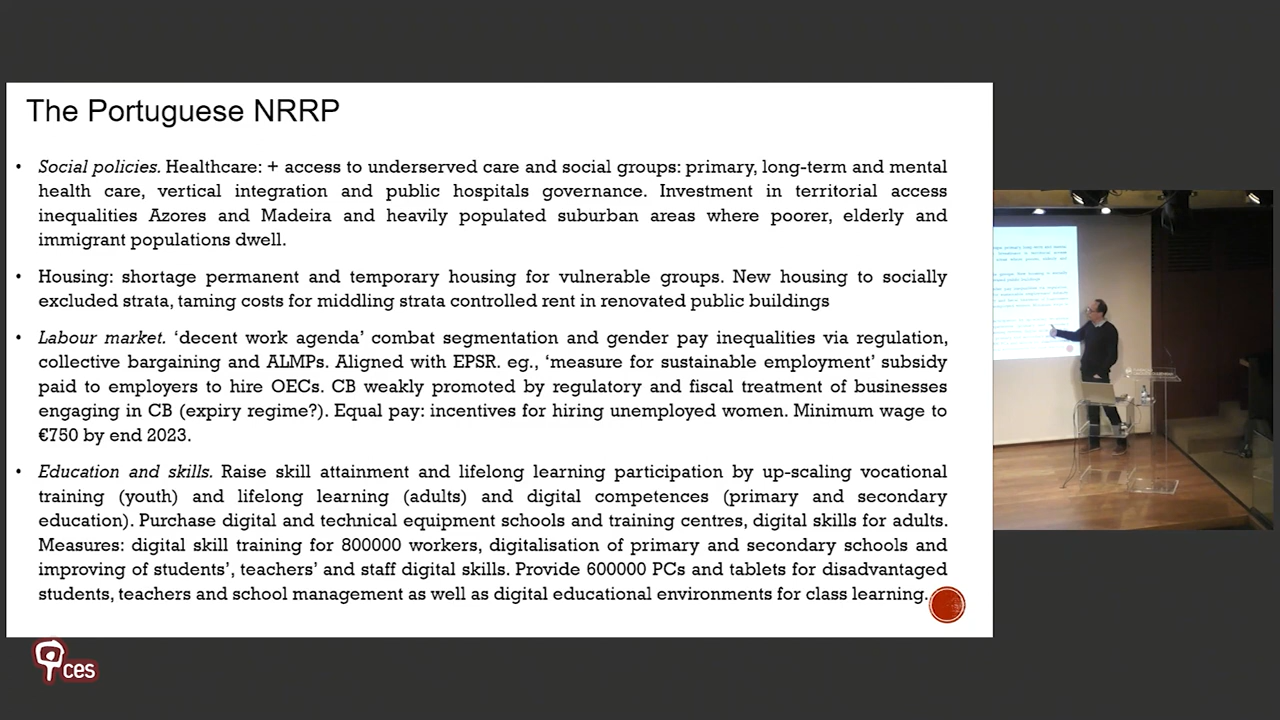 The Portuguese NRRP
• Social policies. Healthcare: + access to underserved care and social groups: primary, long-term and mental
health care, vertical integration and public hospitals governance. Investment in territorial access
inequalities Azores and Madeira and heavily populated suburban areas where poorer, elderly and
immigrant populations dwell.
• Housing: shortage permanent and temporary housing for vulnerable groups. New housing to socially
excluded strata, taming costs for middling strata controlled rent in renovated public buildings
• Labour market. ‘decent work agenda’ combat segmentation and gender pay inequalities via regulation,
collective bargaining and ALMPs. Aligned with EPSR. eg., ‘measure for sustainable employment’ subsidy
paid to employers to hire OECs. CB weakly promoted by regulatory and fiscal treatment of businesses
engaging in CB (expiry regime?). Equal pay: incentives for hiring unemployed women. Minimum wage to
€750 by end 2023.
• Education and skills. Raise skill attainment and lifelong learning participation by up-scaling vocational
training (youth) and lifelong learning (adults) and digital competences (primary and secondary
education). Purchase digital and technical equipment schools and training centres, digital skills for adults.
Measures: digital skill training for 800000 workers, digitalisation of primary and secondary schools and
improving of students’, teachers’ and staff digital skills. Provide 600000 PCs and tablets for disadvantaged
students, teachers and school management as well as digital educational environments for class learning.
ces